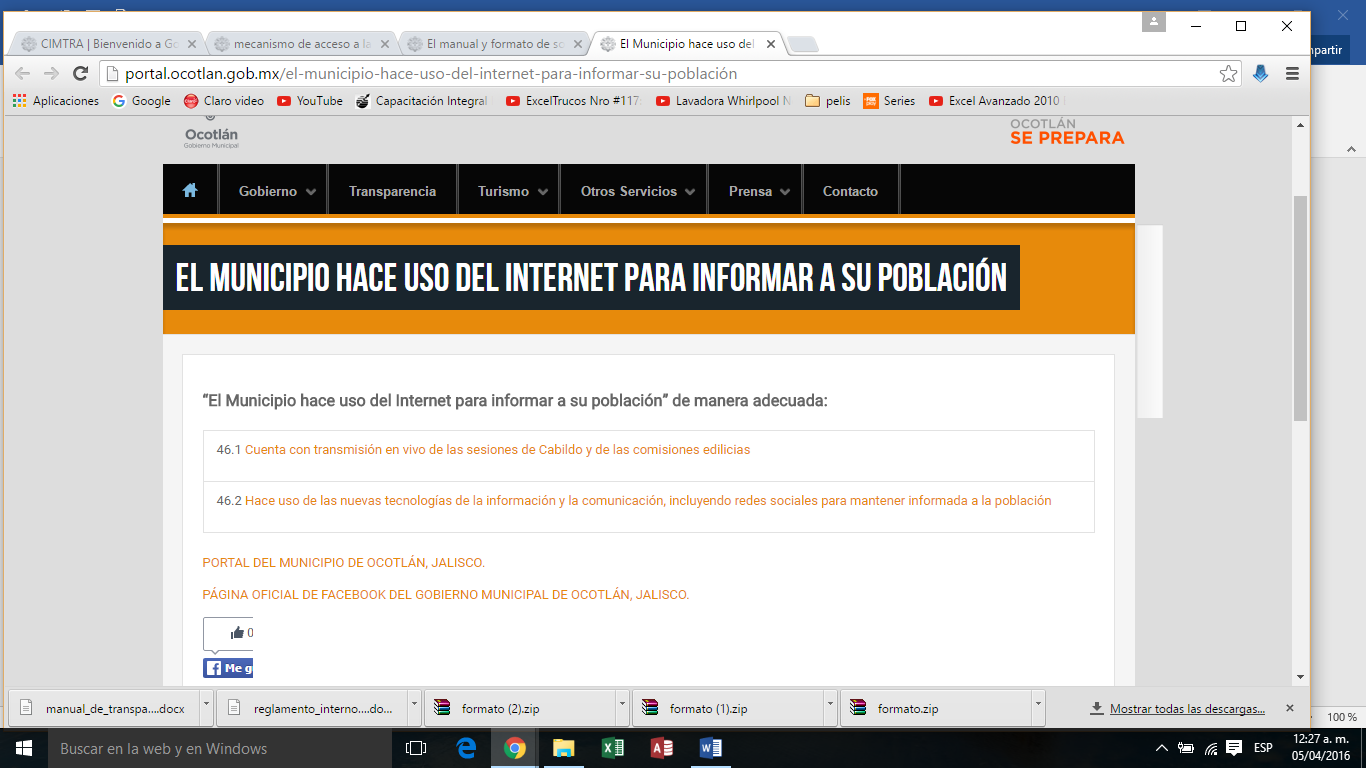 partir
CIMTRA | Bienvenido a Go
mecanismo de acceso a la
El manual y formato de so
El Municipio hace uso del
portal.ocotlan.gob.mx/el-municipio-hace-uso-del-internet-para-informar-su-población
Aplicaciones
Google
Claro video
YouTube
Capacitación Integral
ExcelTrucos Nro #117
Lavadora Whirlpool N
pelis
Series
Excel Avanzado 2010
Ocotlán
Gobierno Municipal
OCOTLÁN
SE PREPARA
Gobierno
Transparencia
Turismo
Otros Servicios
Prensa
Contacto
EL MUNICIPIO HACE USO DEL INTERNET PARA INFORMAR A SU POBLACIÓN
“El Municipio hace uso del Internet para informar a su población” de manera adecuada:
46.1 Cuenta con transmisión en vivo de las sesiones de Cabildo y de las comisiones edilicias
46.2 Hace uso de las nuevas tecnologías de la información y la comunicación, incluyendo redes sociales para mantener informada a la población
PORTAL DEL MUNICIPIO DE OCOTLÁN, JALISCO.
PÁGINA OFICIAL DE FACEBOOK DEL GOBIERNO MUNICIPAL DE OCOTLÁN, JALISCO.
0
Me g
manual_de_transpa....docx
reglamento_interno....do...
formato (2).zip
formato (1).zip
formato.zip
Mostrar todas las descargas...
100 %
Buscar en la web y en Windows
ESP
12:27 a. m.
05/04/2016